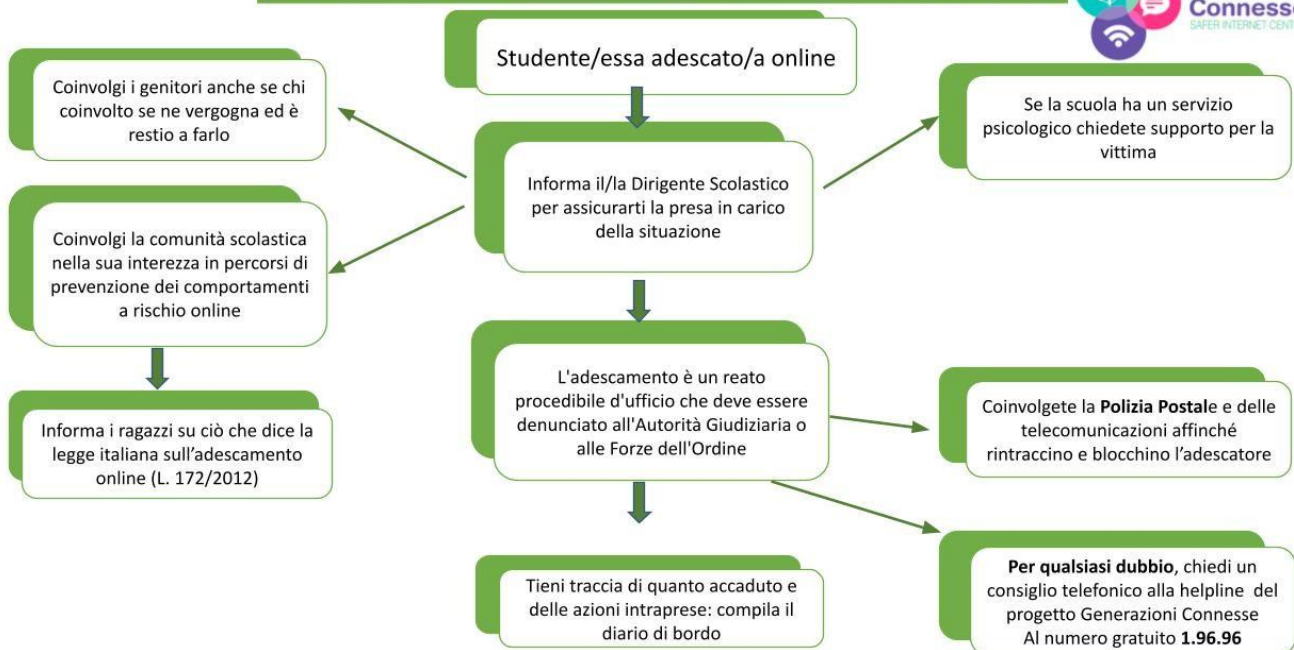 Connesse
SAFER INTERNET CENT
Studente/essa adescato/a online
Coinvolgi i genitori anche se chi
coinvolto se ne vergogna ed è
restio a farlo
Se la scuola ha un servizio
psicologico chiedete supporto per la
vittima
Informa il/la Dirigente Scolastico
per assicurarti la presa in carico
della situazione
Coinvolgi la comunità scolastica
nella sua interezza in percorsi di
prevenzione dei comportamenti
a rischio online
L'adescamento è un reato
procedibile d'ufficio che deve essere
denunciato all'Autorità Giudiziaria o
alle Forze dell'Ordine
Coinvolgete la Polizia Postale e delle
telecomunicazioni affinché
rintraccino e blocchino l’adescatore
Informa i ragazzi su ciò che dice la
legge italiana sull’adescamento
online (L. 172/2012)
Tieni traccia di quanto accaduto e
delle azioni intraprese: compila il
diario di bordo
Per qualsiasi dubbio, chiedi un
consiglio telefonico alla helpline del
progetto Generazioni Connesse
Al numero gratuito 1.96.96